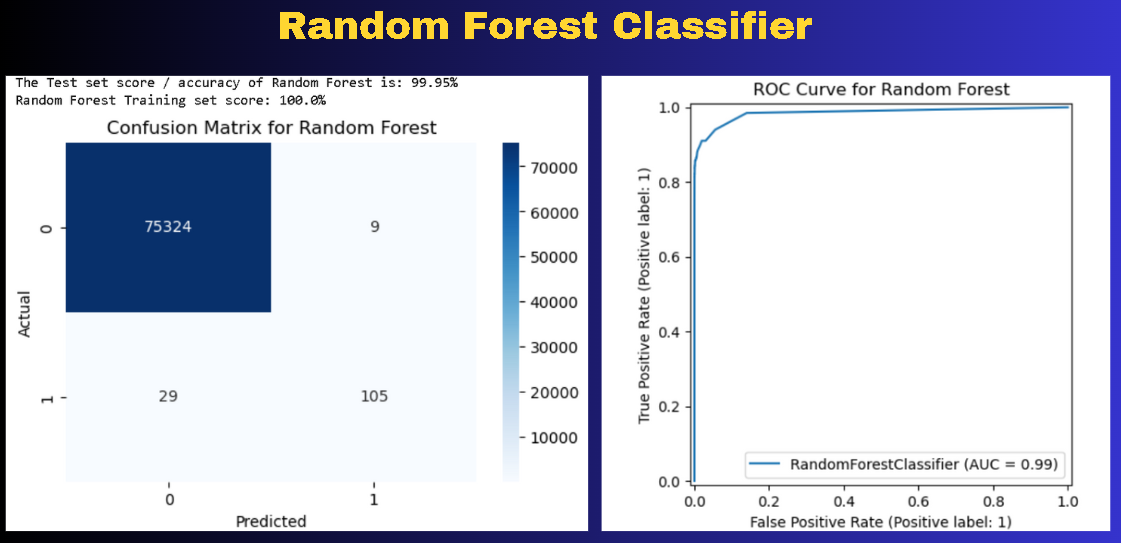 Random Forest Classifier
The Test set score / accuracy of Random Forest is: 99.95%
Random Forest Training set score: 100.0%
Confusion Matrix for Random Forest
75324
9
29
105
0
1
Actual
0
1
Predicted
70000
60000
50000
40000
30000
20000
10000
ROC Curve for Random Forest
1.0
0.8
0.6
0.4
0.2
0.0
True Positive Rate (Positive label: 1)
RandomForestClassifier (AUC = 0.99)
0.0
0.2
0.4
0.6
0.8
1.0
False Positive Rate (Positive label: 1)